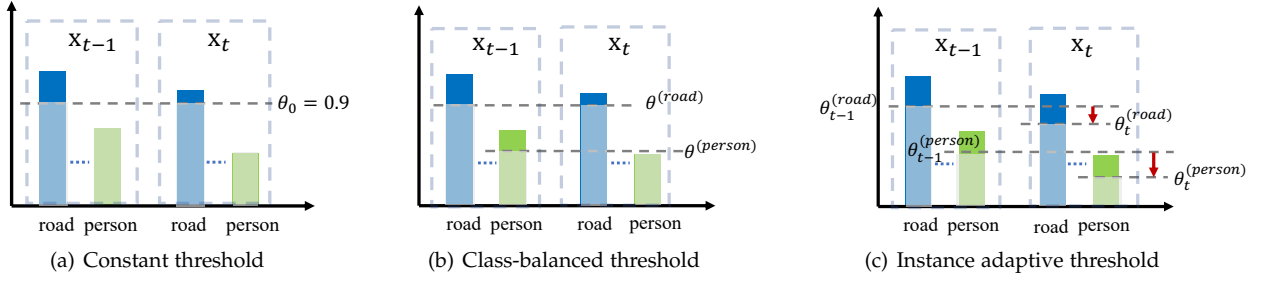 x_{t−1} x_t
θ_0 = 0.9
road person road person
(a) Constant threshold
x_{t−1} x_t
θ^{(road)}
θ^{(person)}
road person road person
(b) Class-balanced threshold
x_{t−1} x_t
θ_{t−1}^{(road)}
θ_t^{(road)}
θ_{t−1}^{(person)}
θ_t^{(person)}
road person road person
(c) Instance adaptive threshold